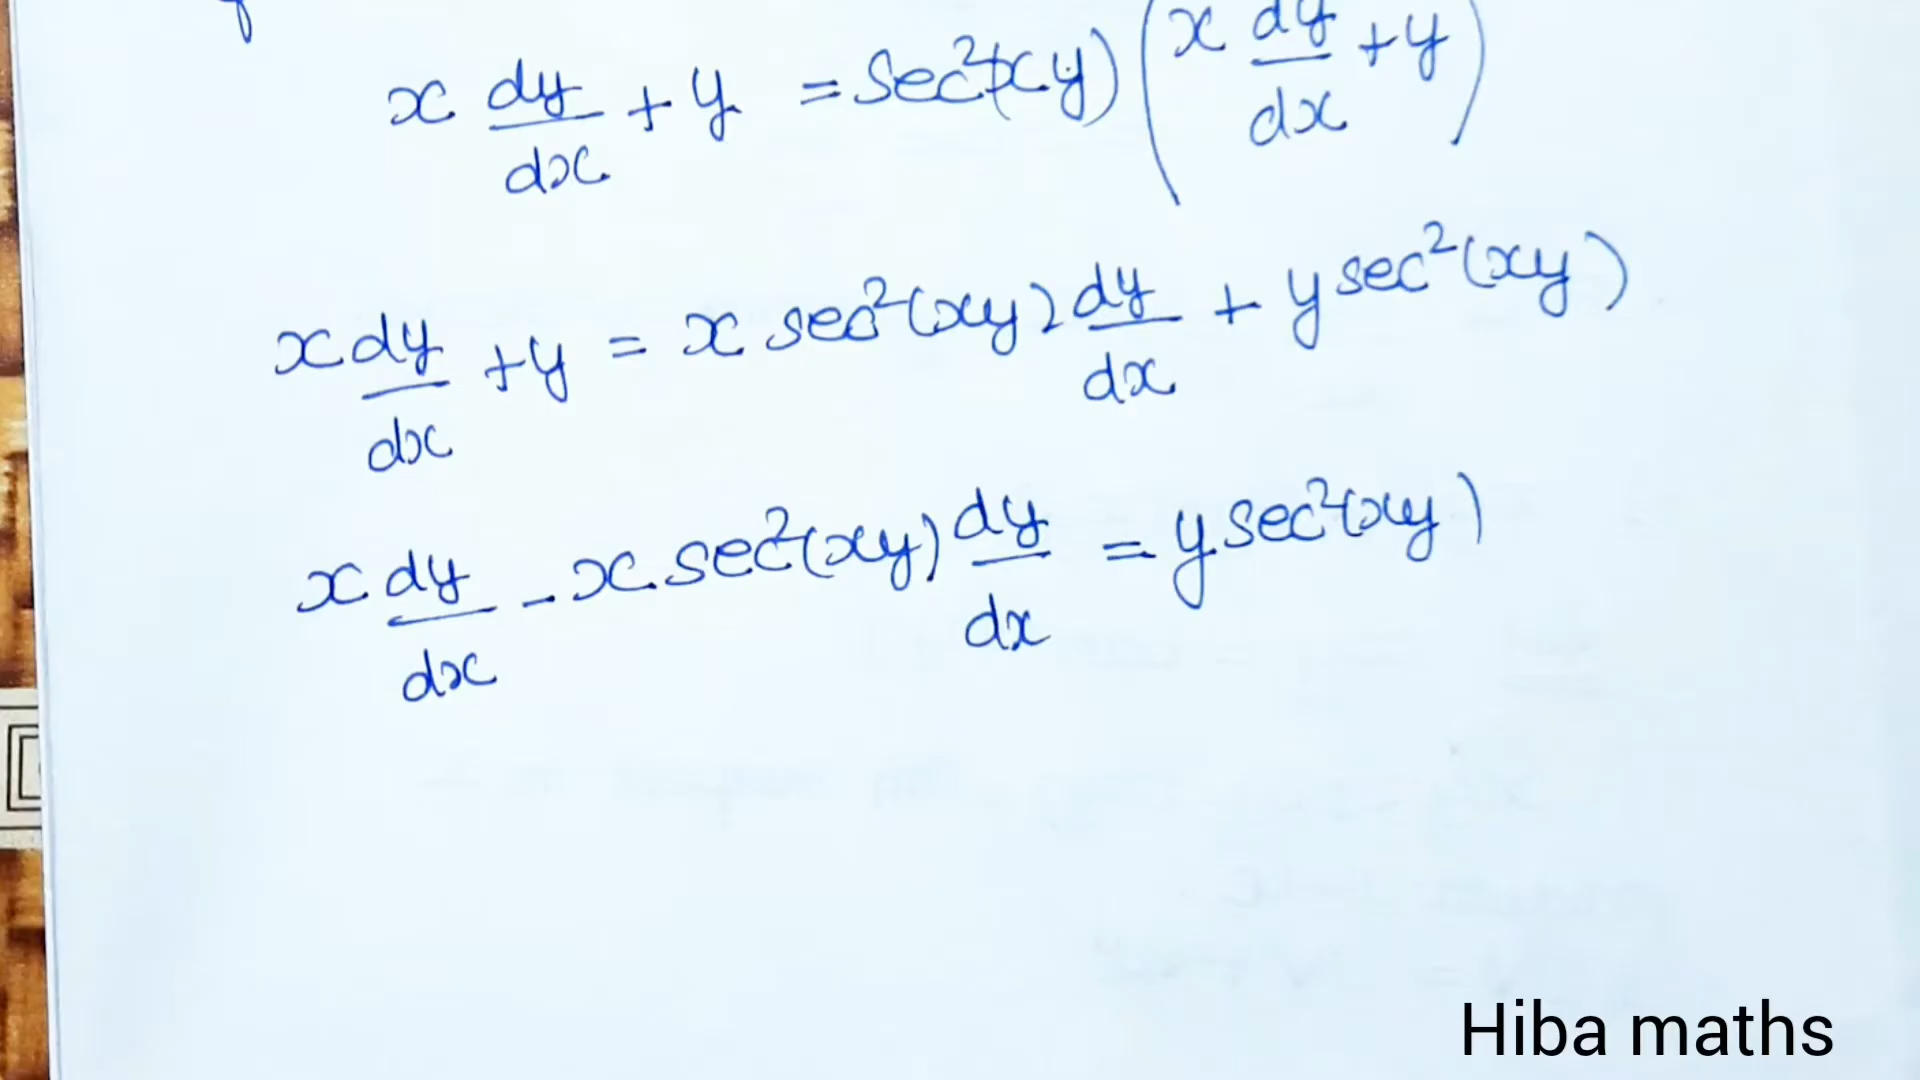 x dy/dx + y = sec²(xy) (x dy/dx + y)
x dy/dx + y = x sec²(xy) dy/dx + y sec²(xy)
x dy/dx - x sec²(xy) dy/dx = y sec²(xy)
Hiba maths